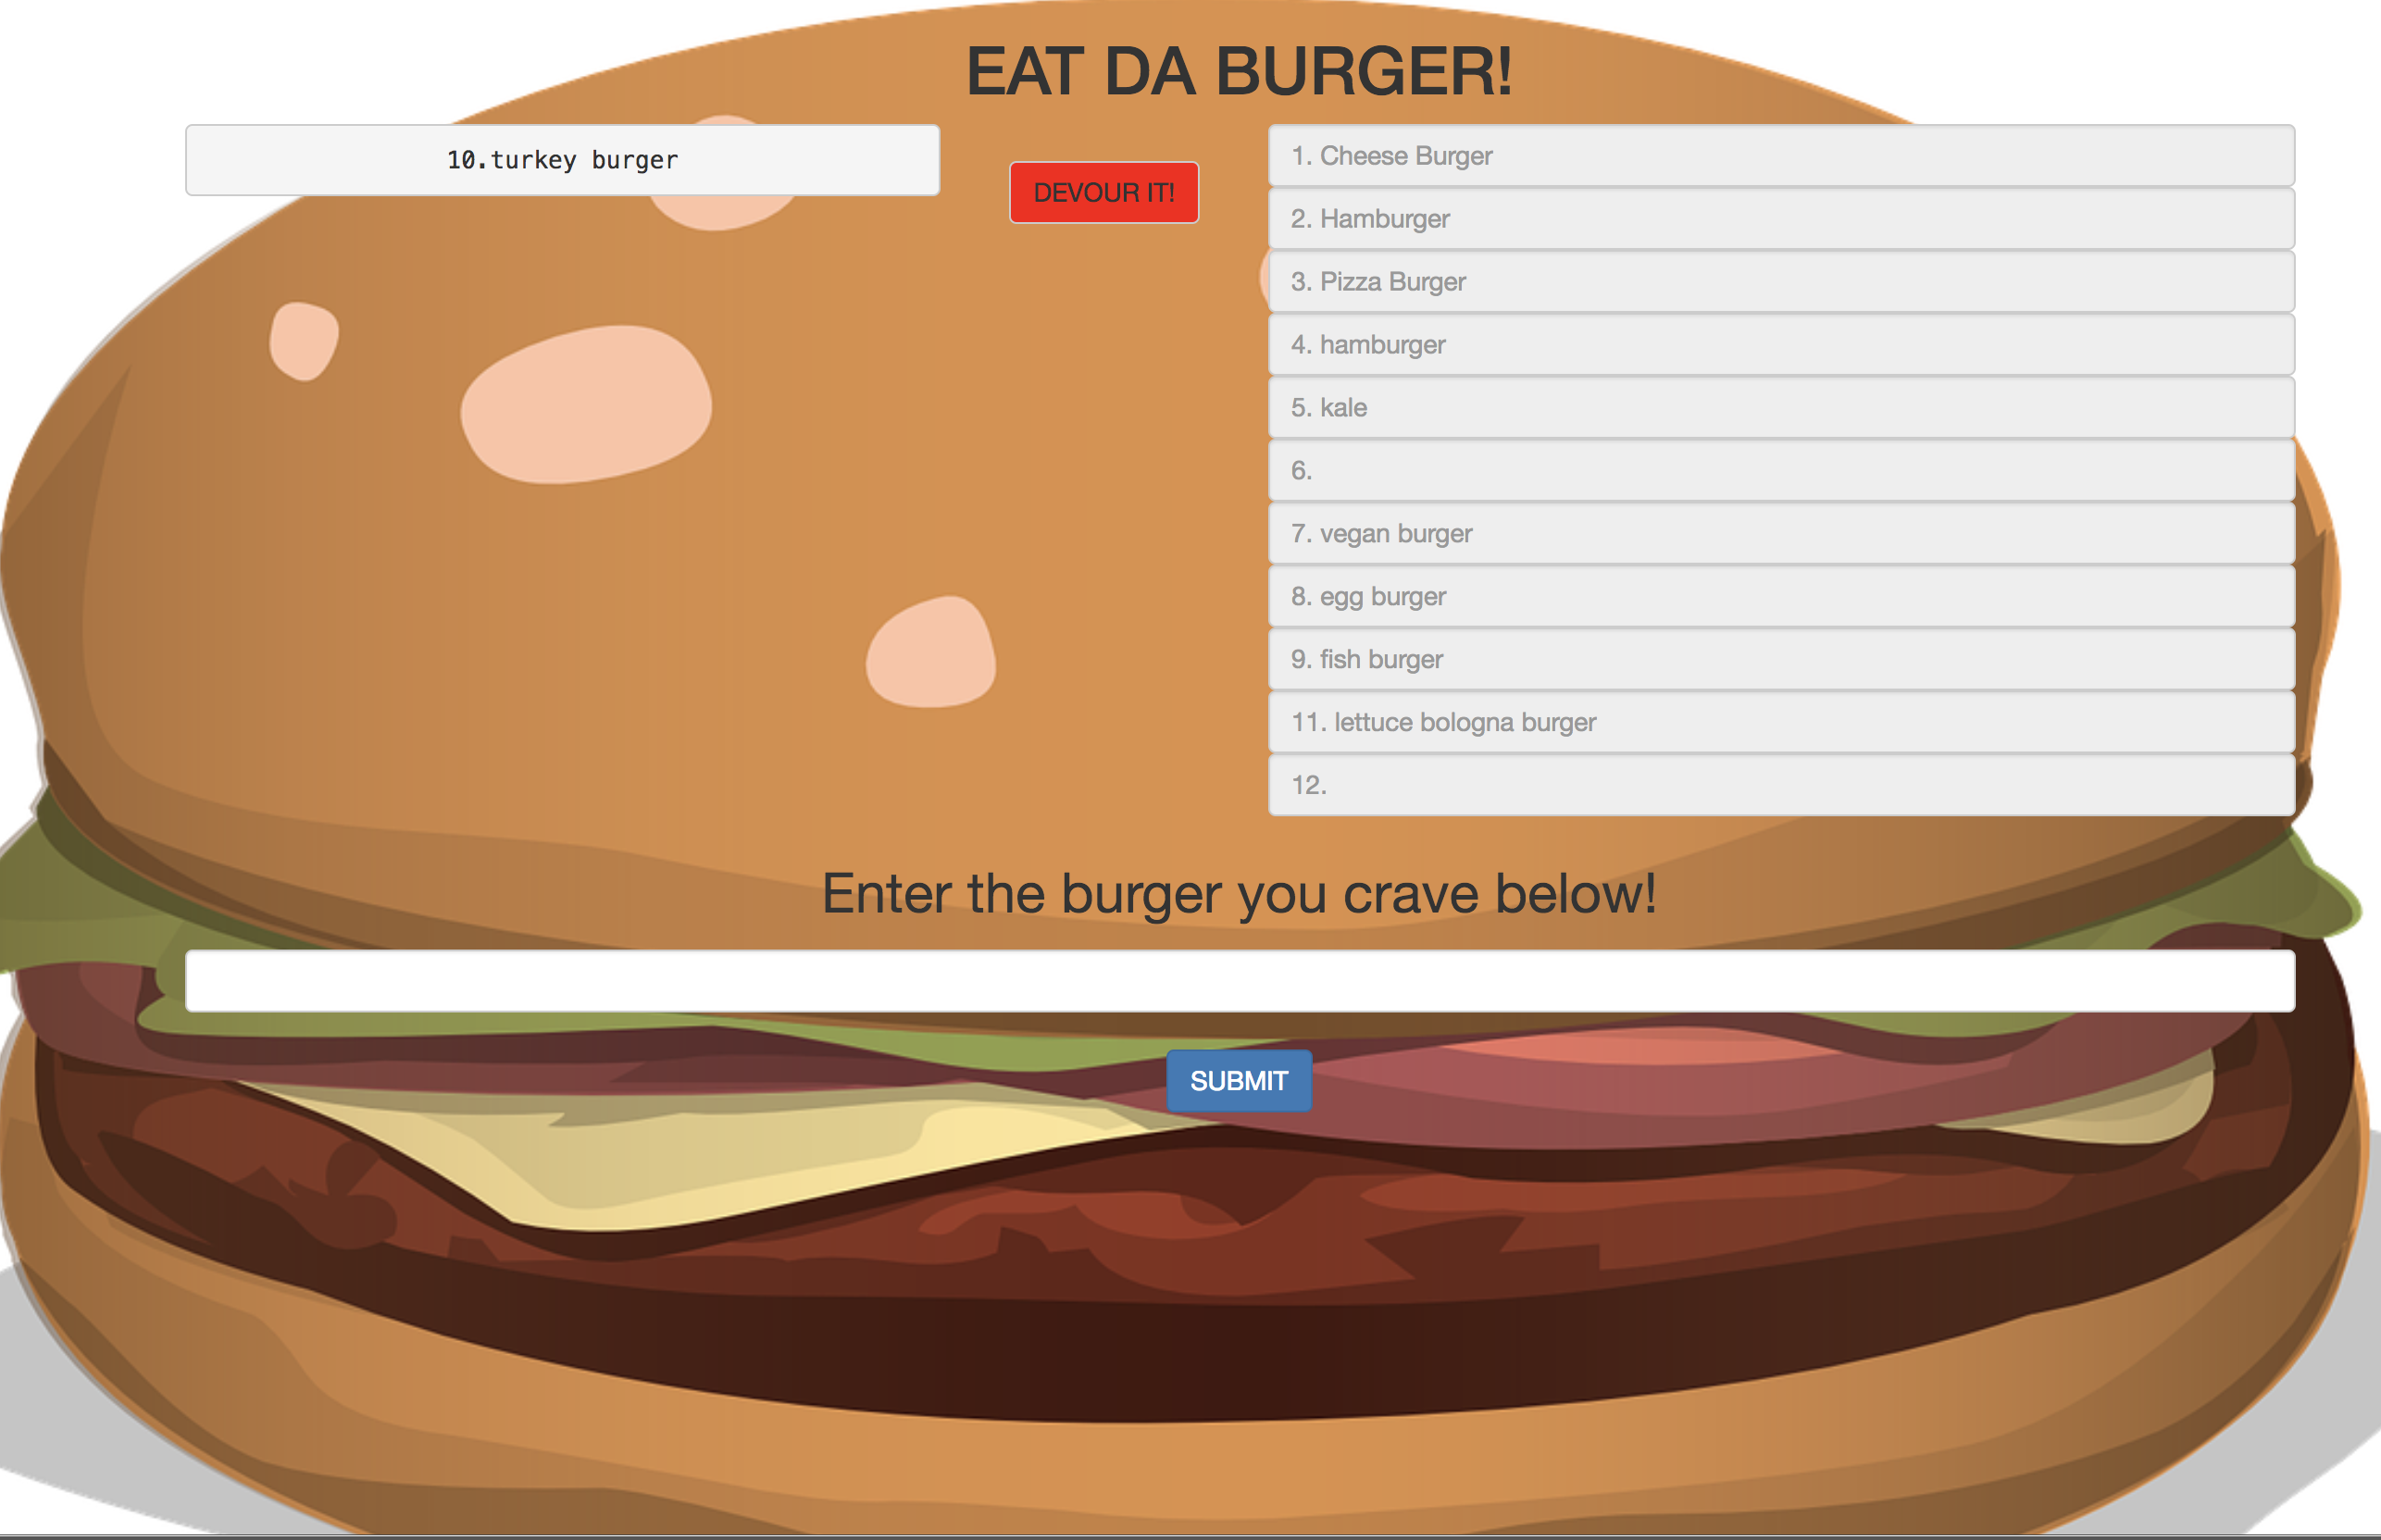 EAT DA BURGER!
10.turkey burger
DEVOUR IT!
1. Cheese Burger
2. Hamburger
3. Pizza Burger
4. hamburger
5. kale
6.
7. vegan burger
8. egg burger
9. fish burger
11. lettuce bologna burger
12.
Enter the burger you crave below!
SUBMIT